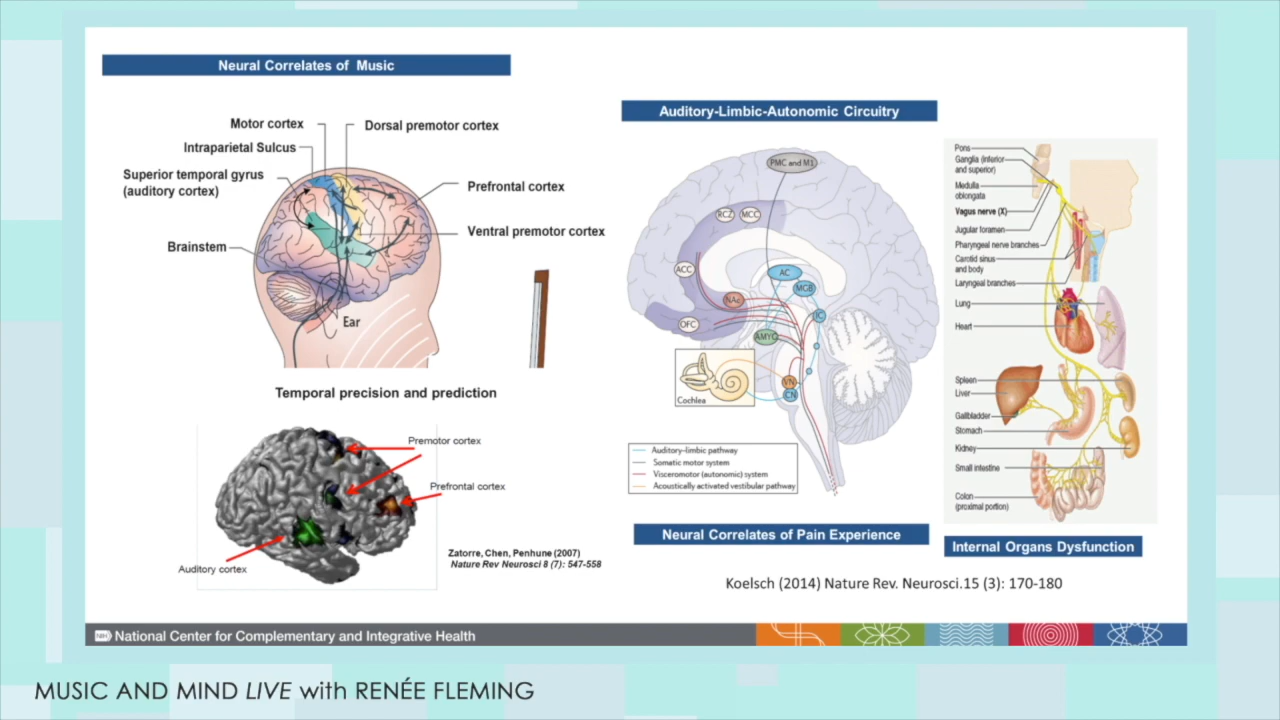 Neural Correlates of Music
Motor cortex
Dorsal premotor cortex
Intraparietal Sulcus
Superior temporal gyrus
(auditory cortex)
Prefrontal cortex
Ventral premotor cortex
Brainstem
Ear
Temporal precision and prediction
Premotor cortex
Prefrontal cortex
Auditory cortex
Zatorre, Chen, Penhune (2007)
Nature Rev Neurosci 8 (7): 547-558
Auditory-Limbic-Autonomic Circuitry
PMC and M1
RCZ
MCC
ACC
AC
MGB
NAc
IC
OFC
AMYG
VN
CN
Cochlea
Auditory–limbic pathway
Somatic motor system
Visceromotor (autonomic) system
Acoustically activated vestibular pathway
Neural Correlates of Pain Experience
Pons
Ganglia (inferior
and superior)
Medulla
oblongata
Vagus nerve (X)
Jugular foramen
Pharyngeal nerve branches
Carotid sinus
and body
Laryngeal branches
Lung
Heart
Spleen
Liver
Gallbladder
Stomach
Kidney
Small intestine
Colon
(proximal portion)
Internal Organs Dysfunction
Koelsch (2014) Nature Rev. Neurosci.15 (3): 170-180
NIH National Center for Complementary and Integrative Health
MUSIC AND MIND LIVE with RENÉE FLEMING